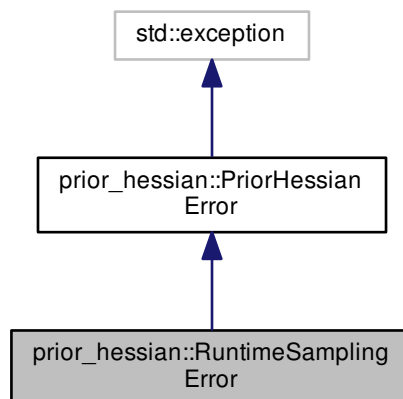 std::exception
prior_hessian::PriorHessian
Error
prior_hessian::RuntimeSampling
Error